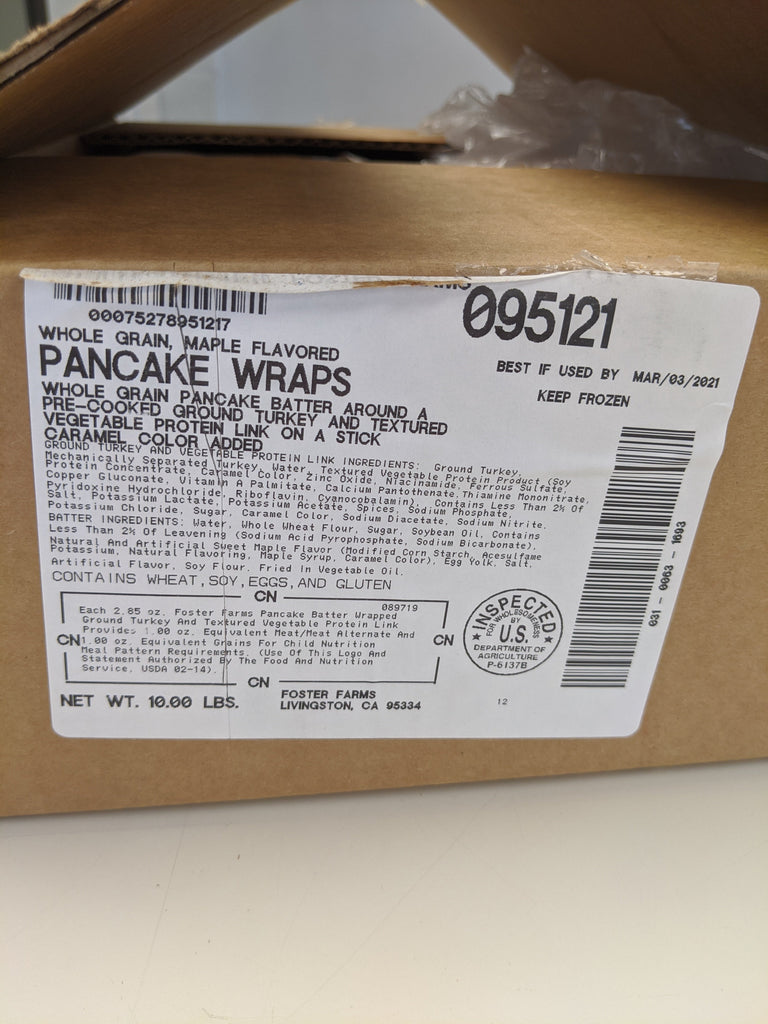 095121
00075278951217
WHOLE GRAIN, MAPLE FLAVORED
PANCAKE WRAPS
BEST IF USED BY MAR/03/2021
KEEP FROZEN
WHOLE GRAIN PANCAKE BATTER AROUND A
PRE-COOKED GROUND TURKEY AND TEXTURED
VEGETABLE PROTEIN LINK ON A STICK
CARAMEL COLOR ADDED
GROUND TURKEY AND VEGETABLE PROTEIN LINK INGREDIENTS: Ground Turkey,
Mechanically Separated Turkey, Water, Textured Vegetable Protein Product (Soy
Protein Concentrate, Caramel Color, Zinc Oxide, Niacinamide, Ferrous Sulfate,
Copper Gluconate, Vitamin A Palmitate, Calcium Pantothenate, Thiamine Mononitrate,
Pyridoxine Hydrochloride, Riboflavin, Cyanocobalamin), Contains Less Than 2% Of
Salt, Potassium Lactate, Potassium Acetate, Spices, Sodium Phosphate,
Potassium Chloride, Sugar, Caramel Color, Sodium Diacetate, Sodium Nitrite.
BATTER INGREDIENTS: Water, Whole Wheat Flour, Sugar, Soybean Oil, Contains
Less Than 2% Of Leavening (Sodium Acid Pyrophosphate, Sodium Bicarbonate),
Natural And Artificial Sweet Maple Flavor (Modified Corn Starch, Acesulfame
Potassium, Natural Flavoring, Maple Syrup, Caramel Color), Egg Yolk, Salt,
Artificial Flavor, Soy Flour, Fried In Vegetable Oil.
CONTAINS WHEAT, SOY, EGGS, AND GLUTEN
CN
089719
Each 2.85 oz. Foster Farms Pancake Batter Wrapped
Ground Turkey And Textured Vegetable Protein Link
Provides 1.00 oz. Equivalent Meat/Meat Alternate And
CN 1.00 oz. Equivalent Grains For Child Nutrition CN
Meal Pattern Requirements. (Use Of This Logo And
Statement Authorized By The Food And Nutrition
Service, USDA 02-14).
CN
INSPECTED
FOR WHOLESOMENESS
BY
U.S.
DEPARTMENT OF
AGRICULTURE
P-6137B
031 - 0063 - 1693
NET WT. 10.00 LBS.
FOSTER FARMS
LIVINGSTON, CA 95334
12